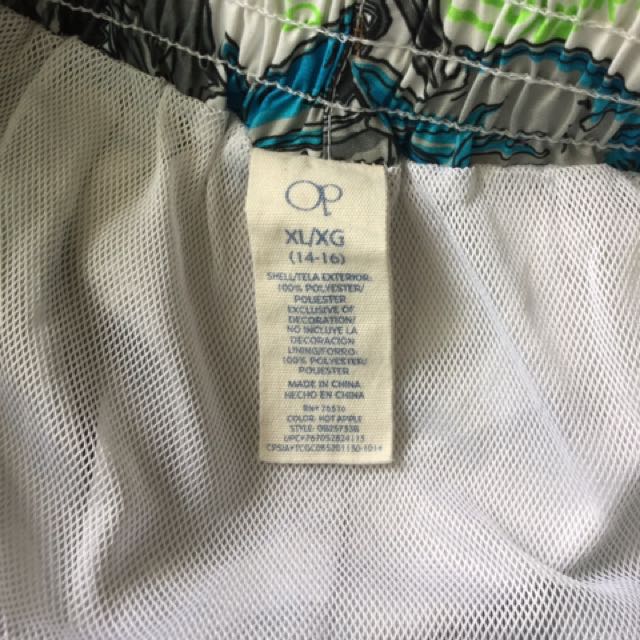 Op
XL/XG
(14-16)
SHELL/TELA EXTERIOR:
100% POLYESTER/
POLIESTER
EXCLUSIVE OF
DECORATION/
NO INCLUYE LA
DECORACION
LINING/FORRO:
100% POLYESTER/
POLIESTER
MADE IN CHINA
HECHO EN CHINA
COLOR: HOT APPLE